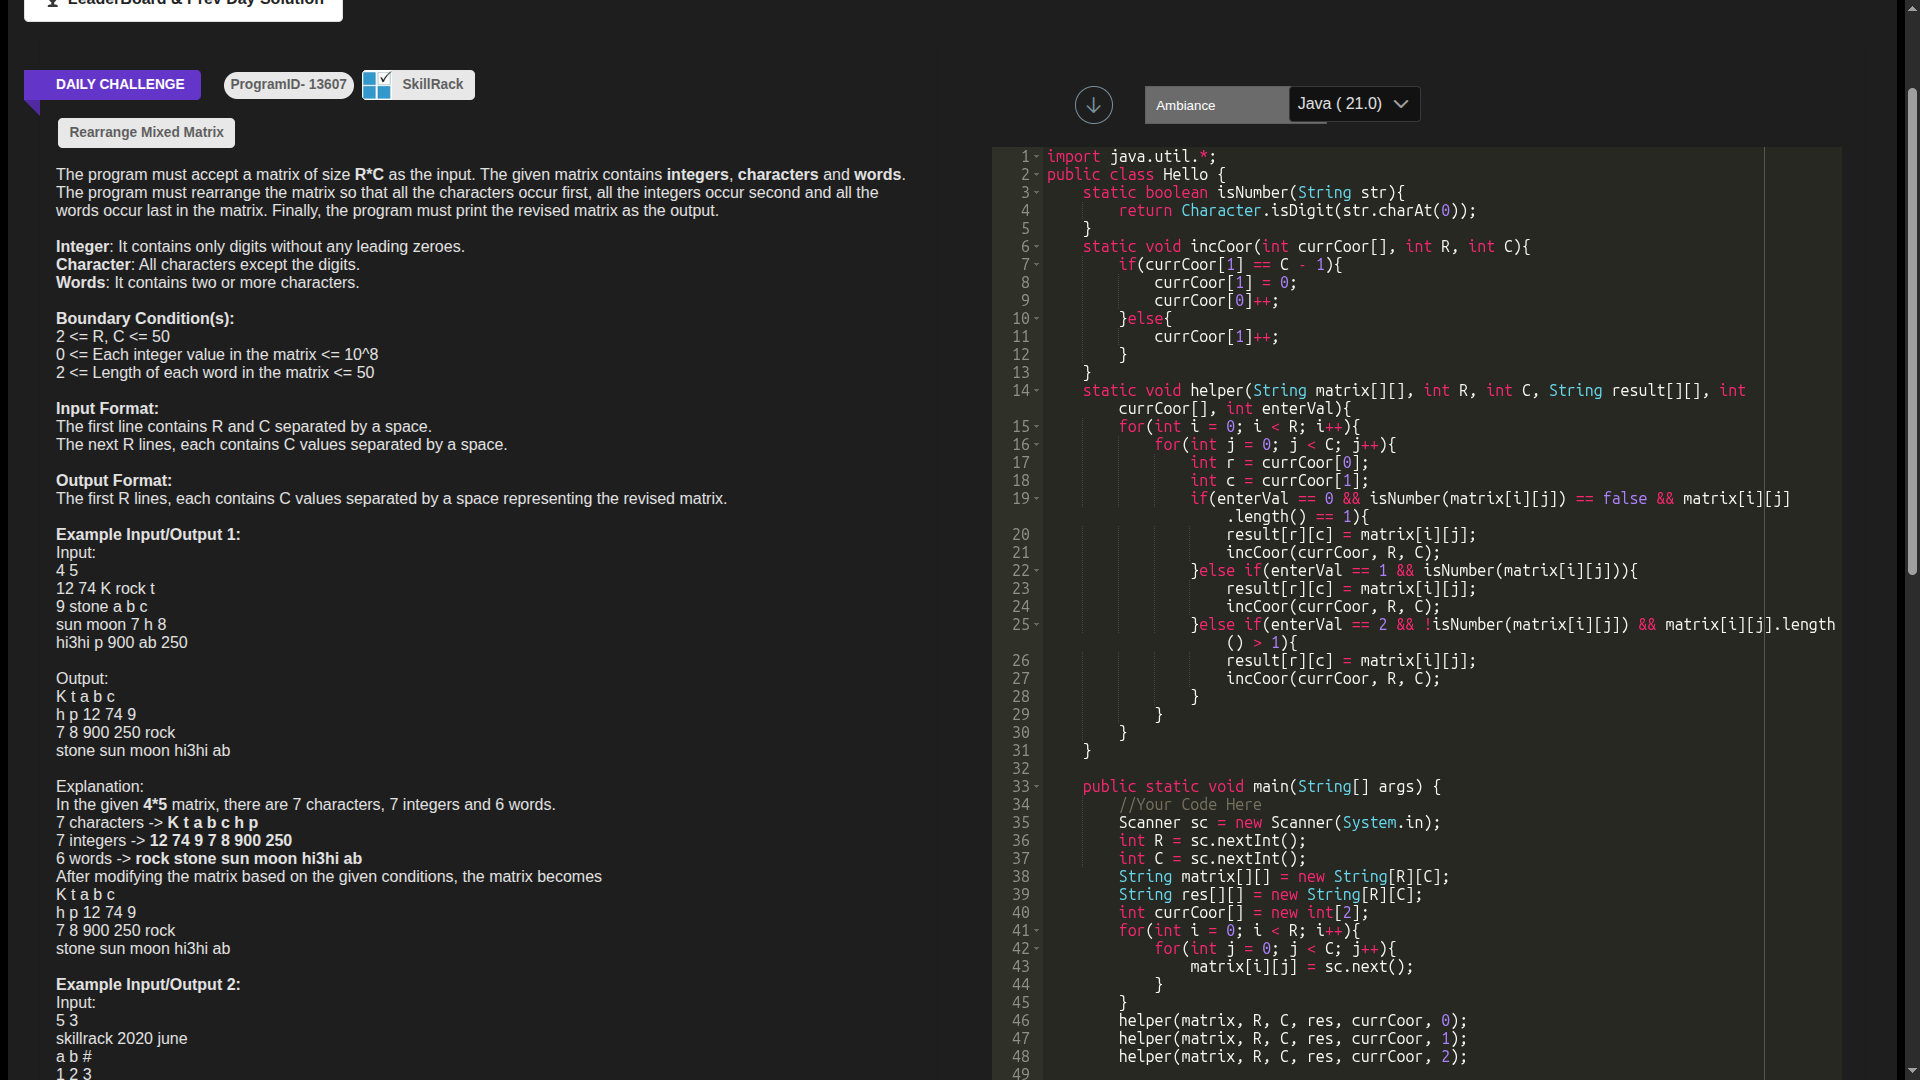 LeaderBoard & Prev Day Solution
DAILY CHALLENGE
ProgramID- 13607
SkillRack
Rearrange Mixed Matrix
The program must accept a matrix of size R*C as the input. The given matrix contains integers, characters and words.
The program must rearrange the matrix so that all the characters occur first, all the integers occur second and all the
words occur last in the matrix. Finally, the program must print the revised matrix as the output.
Integer: It contains only digits without any leading zeroes.
Character: All characters except the digits.
Words: It contains two or more characters.
Boundary Condition(s):
2 <= R, C <= 50
0 <= Each integer value in the matrix <= 10^8
2 <= Length of each word in the matrix <= 50
Input Format:
The first line contains R and C separated by a space.
The next R lines, each contains C values separated by a space.
Output Format:
The first R lines, each contains C values separated by a space representing the revised matrix.
Example Input/Output 1:
Input:
4 5
12 74 K rock t
9 stone a b c
sun moon 7 h 8
hi3hi p 900 ab 250
Output:
K t a b c
h p 12 74 9
7 8 900 250 rock
stone sun moon hi3hi ab
Explanation:
In the given 4*5 matrix, there are 7 characters, 7 integers and 6 words.
7 characters -> K t a b c h p
7 integers -> 12 74 9 7 8 900 250
6 words -> rock stone sun moon hi3hi ab
After modifying the matrix based on the given conditions, the matrix becomes
K t a b c
h p 12 74 9
7 8 900 250 rock
stone sun moon hi3hi ab
Example Input/Output 2:
Input:
5 3
skillrack 2020 june
a b #
1 2 3
Ambiance
Java ( 21.0)
1 import java.util.*;
2 public class Hello {
3 static boolean isNumber(String str){
4 return Character.isDigit(str.charAt(0));
5 }
6 static void incCoor(int currCoor[], int R, int C){
7 if(currCoor[1] == C - 1){
8 currCoor[1] = 0;
9 currCoor[0]++;
10 }else{
11 currCoor[1]++;
12 }
13 }
14 static void helper(String matrix[][], int R, int C, String result[][], int
currCoor[], int enterVal){
15 for(int i = 0; i < R; i++){
16 for(int j = 0; j < C; j++){
17 int r = currCoor[0];
18 int c = currCoor[1];
19 if(enterVal == 0 && isNumber(matrix[i][j]) == false && matrix[i][j]
.length() == 1){
20 result[r][c] = matrix[i][j];
21 incCoor(currCoor, R, C);
22 }else if(enterVal == 1 && isNumber(matrix[i][j])){
23 result[r][c] = matrix[i][j];
24 incCoor(currCoor, R, C);
25 }else if(enterVal == 2 && !isNumber(matrix[i][j]) && matrix[i][j].length
() > 1){
26 result[r][c] = matrix[i][j];
27 incCoor(currCoor, R, C);
28 }
29 }
30 }
31 }
32
33 public static void main(String[] args) {
34 //Your Code Here
35 Scanner sc = new Scanner(System.in);
36 int R = sc.nextInt();
37 int C = sc.nextInt();
38 String matrix[][] = new String[R][C];
39 String res[][] = new String[R][C];
40 int currCoor[] = new int[2];
41 for(int i = 0; i < R; i++){
42 for(int j = 0; j < C; j++){
43 matrix[i][j] = sc.next();
44 }
45 }
46 helper(matrix, R, C, res, currCoor, 0);
47 helper(matrix, R, C, res, currCoor, 1);
48 helper(matrix, R, C, res, currCoor, 2);
49